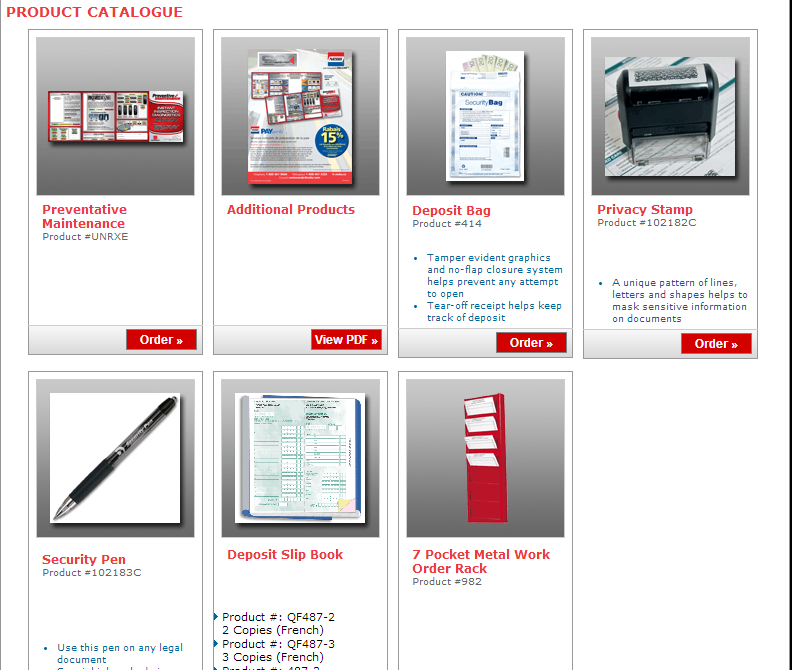 PRODUCT CATALOGUE
Preventative
Maintenance
Product #UNRXE
Order »
Rabais
15%
Additional Products
View PDF »
CAUTION!
SecurityBag
Deposit Bag
Product #414
Tamper evident graphics
and no-flap closure system
helps prevent any attempt
to open
Tear-off receipt helps keep
track of deposit
Order »
Privacy Stamp
Product #102182C
A unique pattern of lines,
letters and shapes helps to
mask sensitive information
on documents
Order »
Security Pen
Security Pen
Product #102183C
Use this pen on any legal
document
Deposit Slip Book
Product #: QF487-2
2 Copies (French)
Product #: QF487-3
3 Copies (French)
7 Pocket Metal Work
Order Rack
Product #982